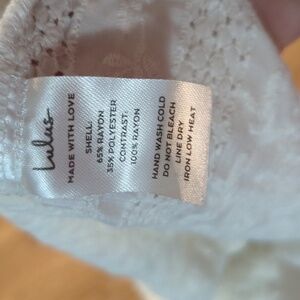 Lulus
MADE WITH LOVE
SHELL:
65% RAYON
35% POLYESTER
CONTRAST:
100% RAYON
HAND WASH COLD
DO NOT BLEACH
LINE DRY
IRON LOW HEAT